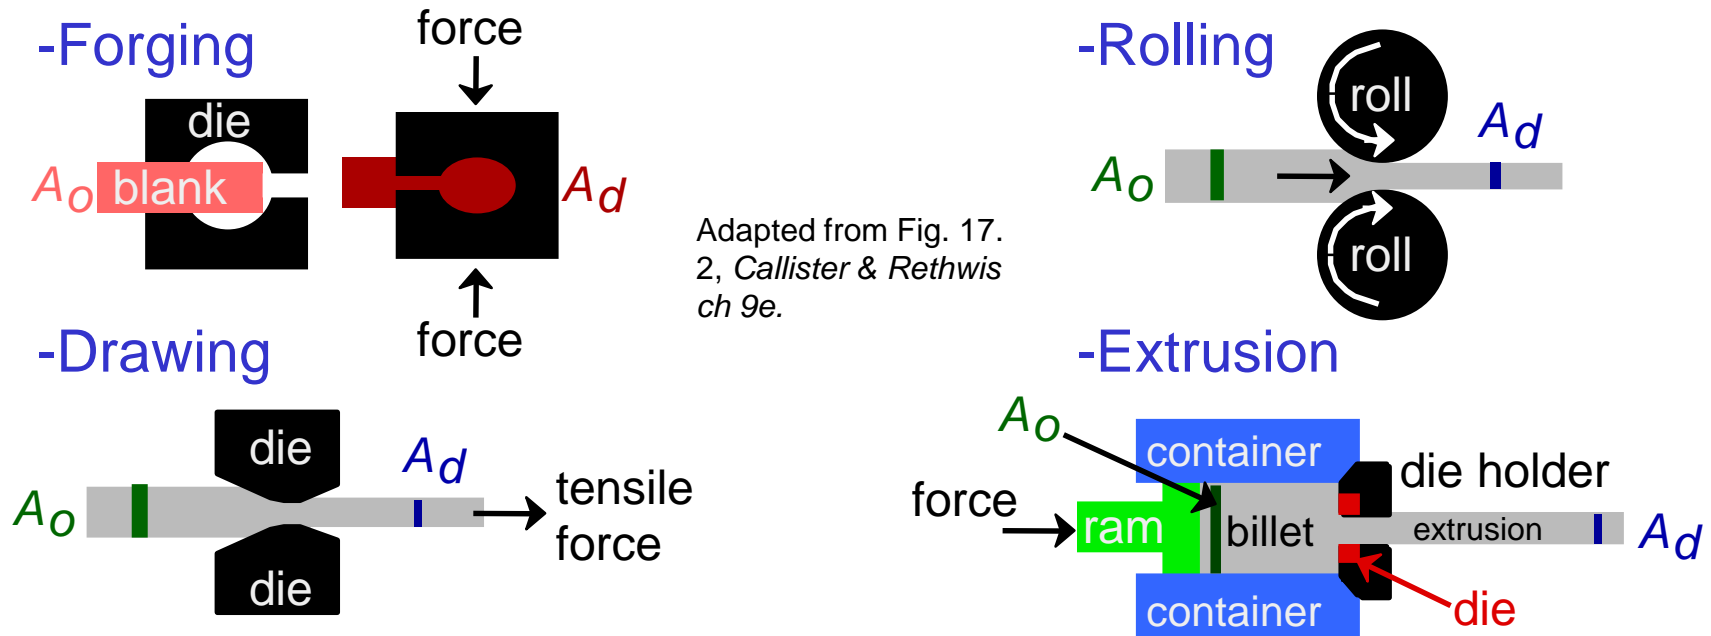 -Forging
force
die
Ao
blank
Ad
force
Adapted from Fig. 17.
2, Callister & Rethwis
ch 9e.
-Rolling
roll
Ao
Ad
roll
-Drawing
die
Ao
Ad
tensile
force
die
-Extrusion
Ao
container
die holder
force
ram
billet
extrusion
Ad
container
die